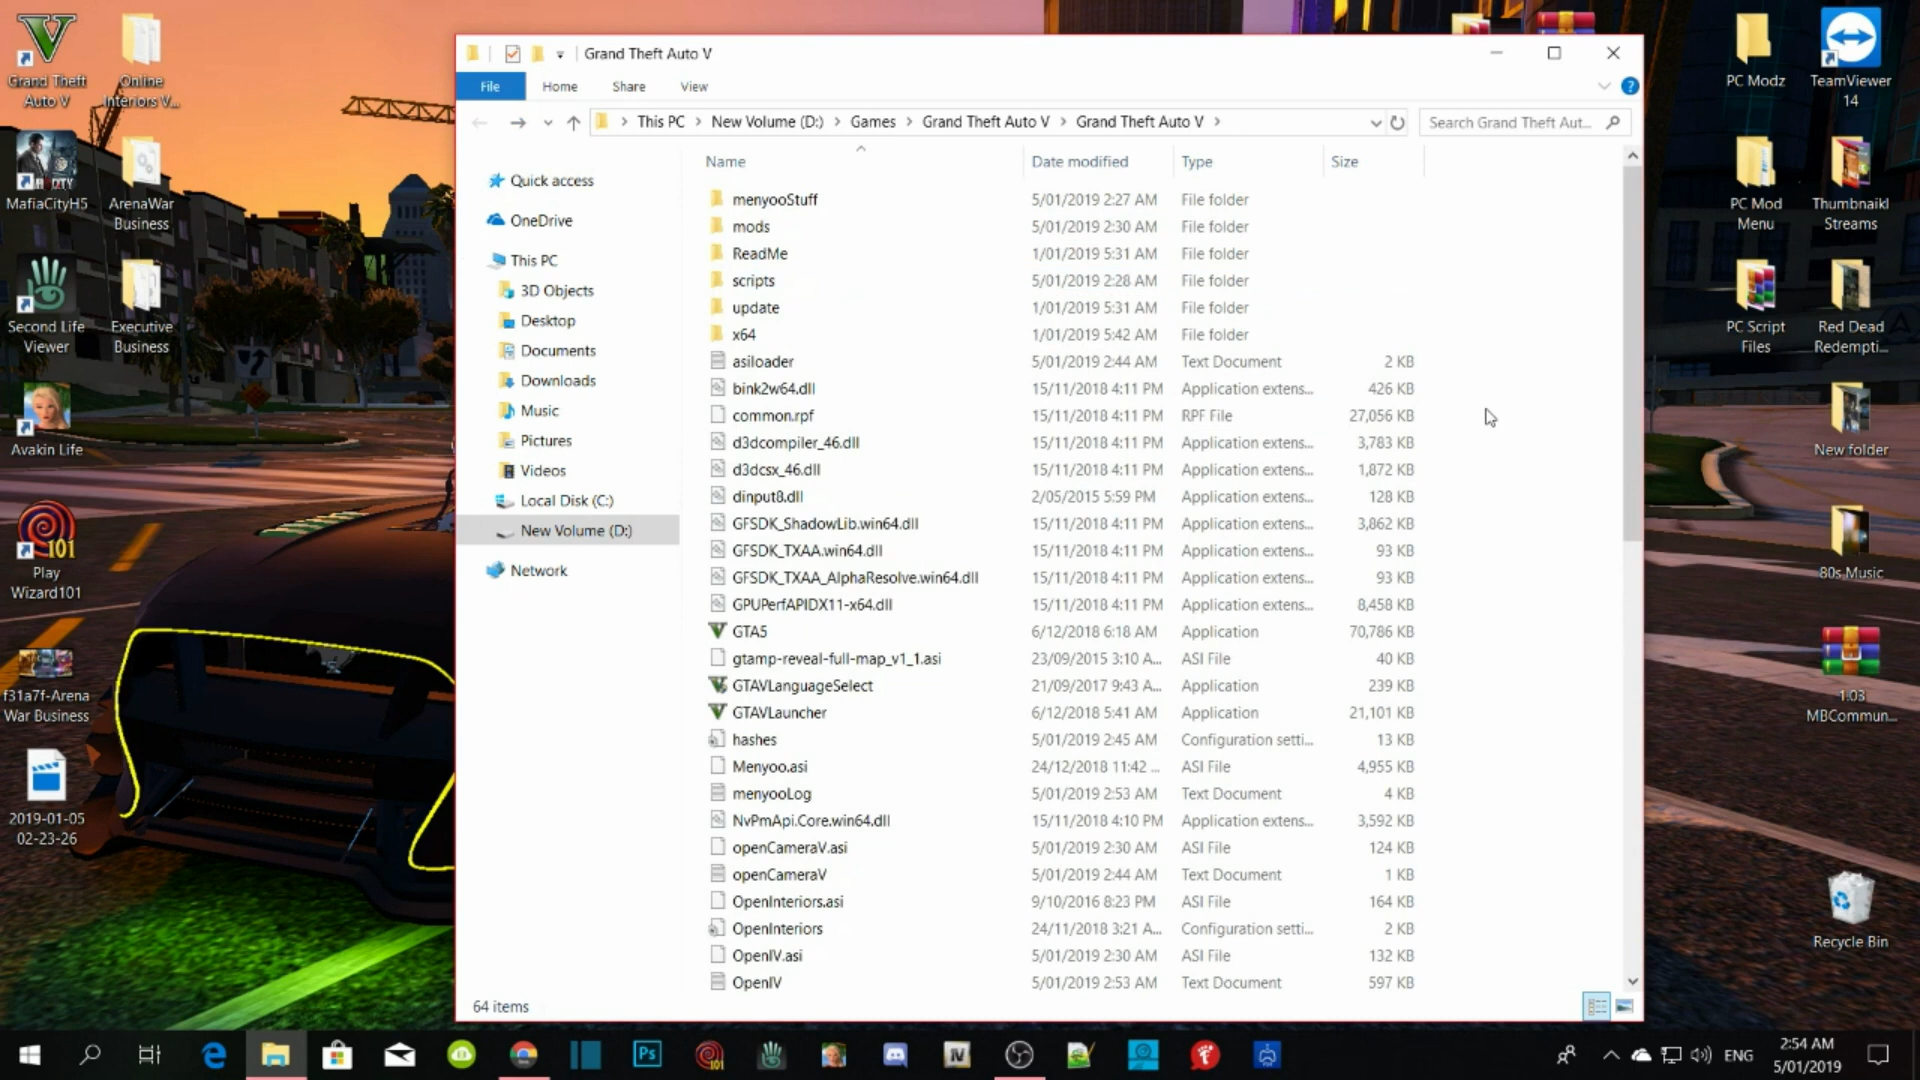 Grand Theft Auto V
File
Home
Share
View
This PC
New Volume (D:)
Games
Grand Theft Auto V
Grand Theft Auto V
Search Grand Theft Aut...
Name
Date modified
Type
Size
Quick access
OneDrive
This PC
3D Objects
Desktop
Documents
Downloads
Music
Pictures
Videos
Local Disk (C:)
New Volume (D:)
Network
menyooStuff 5/01/2019 2:27 AM File folder
mods 5/01/2019 2:30 AM File folder
ReadMe 1/01/2019 5:31 AM File folder
scripts 5/01/2019 2:28 AM File folder
update 1/01/2019 5:31 AM File folder
x64 1/01/2019 5:42 AM File folder
asiloader 5/01/2019 2:44 AM Text Document 2 KB
bink2w64.dll 15/11/2018 4:11 PM Application extens... 426 KB
common.rpf 15/11/2018 4:11 PM RPF File 27,056 KB
d3dcompiler_46.dll 15/11/2018 4:11 PM Application extens... 3,783 KB
d3dcsx_46.dll 15/11/2018 4:11 PM Application extens... 1,872 KB
dinput8.dll 2/05/2015 5:59 PM Application extens... 128 KB
GFSDK_ShadowLib.win64.dll 15/11/2018 4:11 PM Application extens... 3,862 KB
GFSDK_TXAA.win64.dll 15/11/2018 4:11 PM Application extens... 93 KB
GFSDK_TXAA_AlphaResolve.win64.dll 15/11/2018 4:11 PM Application extens... 93 KB
GPUPerfAPIDX11-x64.dll 15/11/2018 4:11 PM Application extens... 8,458 KB
GTA5 6/12/2018 6:18 AM Application 70,786 KB
gtamp-reveal-full-map_v1_1.asi 23/09/2015 3:10 A... ASI File 40 KB
GTAVLanguageSelect 21/09/2017 9:43 A... Application 239 KB
GTAVLauncher 6/12/2018 5:41 AM Application 21,101 KB
hashes 5/01/2019 2:45 AM Configuration setti... 13 KB
Menyoo.asi 24/12/2018 11:42 ... ASI File 4,955 KB
menyooLog 5/01/2019 2:53 AM Text Document 4 KB
NvPmApi.Core.win64.dll 15/11/2018 4:10 PM Application extens... 3,592 KB
openCameraV.asi 5/01/2019 2:30 AM ASI File 124 KB
openCameraV 5/01/2019 2:44 AM Text Document 1 KB
OpenInteriors.asi 9/10/2016 8:23 PM ASI File 164 KB
OpenInteriors 24/11/2018 3:21 A... Configuration setti... 2 KB
OpenIV.asi 5/01/2019 2:30 AM ASI File 132 KB
OpenIV 5/01/2019 2:53 AM Text Document 597 KB
64 items
Grand Theft
Auto V
Online
Interiors V...
MafiaCityH5
ArenaWar
Business
Second Life
Viewer
Executive
Business
Avakin Life
101
Play
Wizard101
f31a7f-Arena
War Business
2019-01-05
02-23-26
PC Modz
TeamViewer
14
PC Mod
Menu
Thumbnaikl
Streams
PC Script
Files
Red Dead
Redempti...
New folder
80s Music
1.03
MBCommun...
Recycle Bin
Ps
101
IV
ENG
2:54 AM
5/01/2019